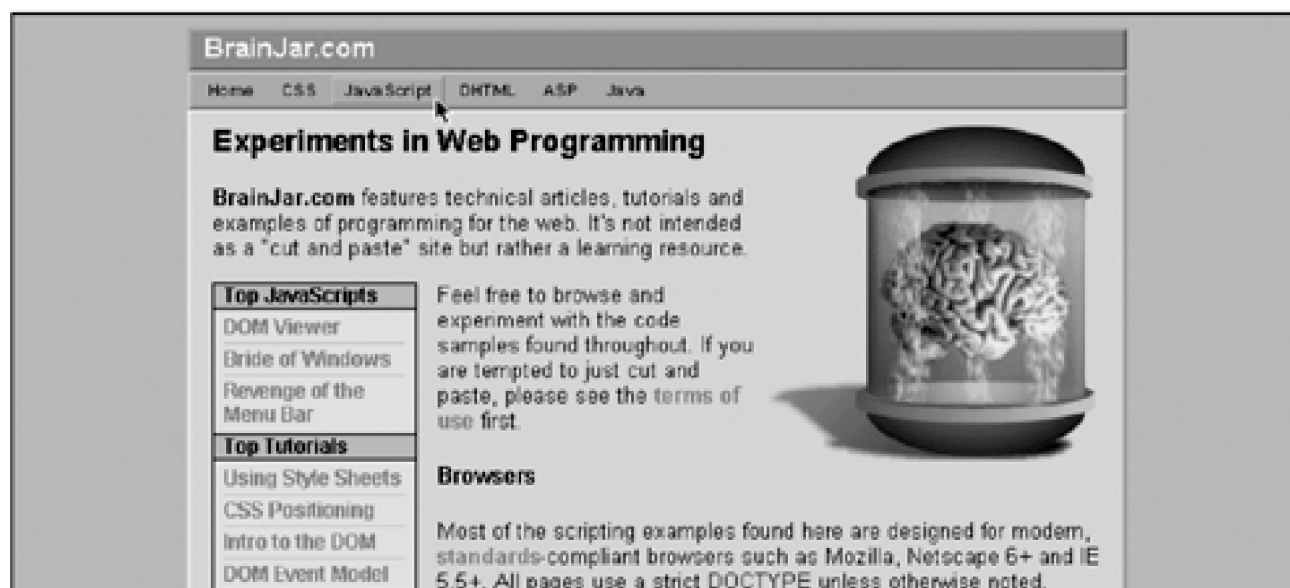 BrainJar.com
Home CSS JavaScript DHTML ASP Java
Experiments in Web Programming
BrainJar.com features technical articles, tutorials and
examples of programming for the web. It's not intended
as a "cut and paste" site but rather a learning resource.
Top JavaScripts
DOM Viewer
Bride of Windows
Revenge of the
Menu Bar
Top Tutorials
Using Style Sheets
CSS Positioning
Intro to the DOM
DOM Event Model
Feel free to browse and
experiment with the code
samples found throughout. If you
are tempted to just cut and
paste, please see the terms of
use first.
Browsers
Most of the scripting examples found here are designed for modern,
standards-compliant browsers such as Mozilla, Netscape 6+ and IE
5.5+. All pages use a strict DOCTYPE unless otherwise noted.